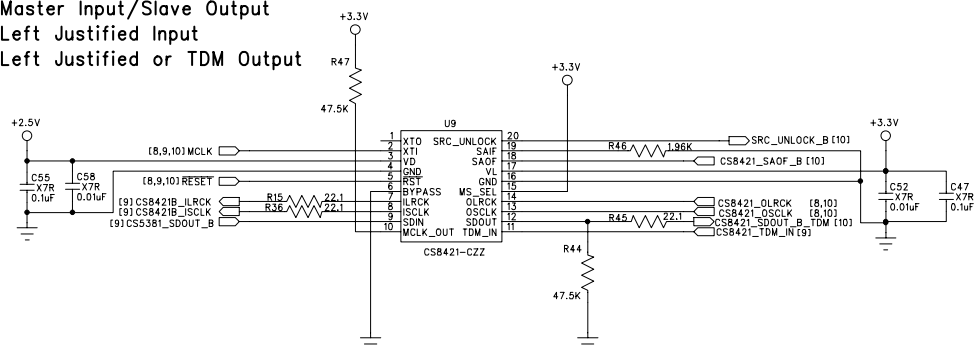 Master Input/Slave Output
Left Justified Input
Left Justified or TDM Output
+3.3V
R47
47.5K
+3.3V
+2.5V
C55
X7R
0.1uF
C58
X7R
0.01uF
[8,9,10] MCLK
[8,9,10] RESET
[9] CS8421B_ILRCK
[9] CS8421B_ISCLK
[9] CS5381_SDOUT_B
R15 22.1
R36 22.1
U9
1 XTO
2 XTI
3 VD
4 GND
5 RST
6 BYPASS
7 ILRCK
8 ISCLK
9 SDIN
10 MCLK_OUT
SRC_UNLOCK 20
SAIF 19
SAOF 18
VL 17
GND 16
MS_SEL 15
OLRCK 14
OSCLK 13
SDOUT 12
TDM_IN 11
CS8421-CZZ
R46 1.96K
SRC_UNLOCK_B [10]
CS8421_SAOF_B [10]
R45 22.1
CS8421_OLRCK [8,10]
CS8421_OSCLK [8,10]
CS8421_SDOUT_B_TDM [10]
CS8421_TDM_IN [9]
R44
47.5K
+3.3V
C52
X7R
0.01uF
C47
X7R
0.1uF